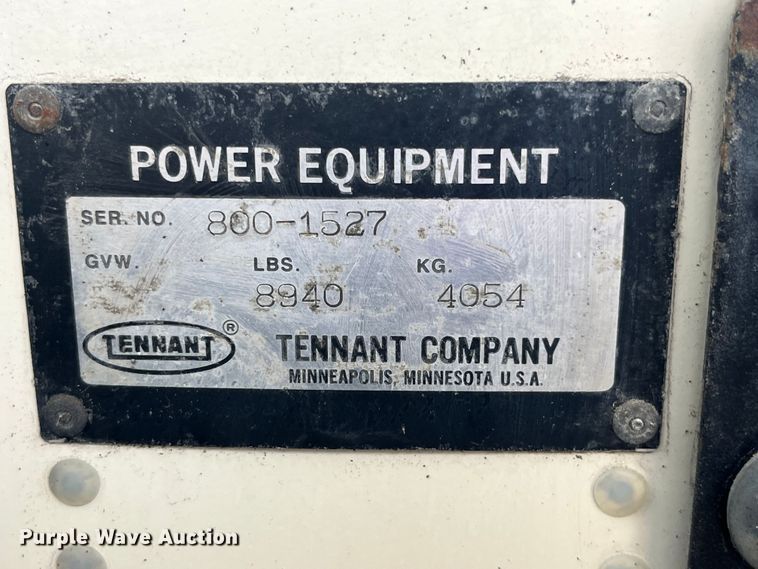 POWER EQUIPMENT
SER. NO. 800-1527
GVW. LBS. KG.
8940 4054
TENNANT ® TENNANT COMPANY
MINNEAPOLIS, MINNESOTA U.S.A.
Purple Wave Auction